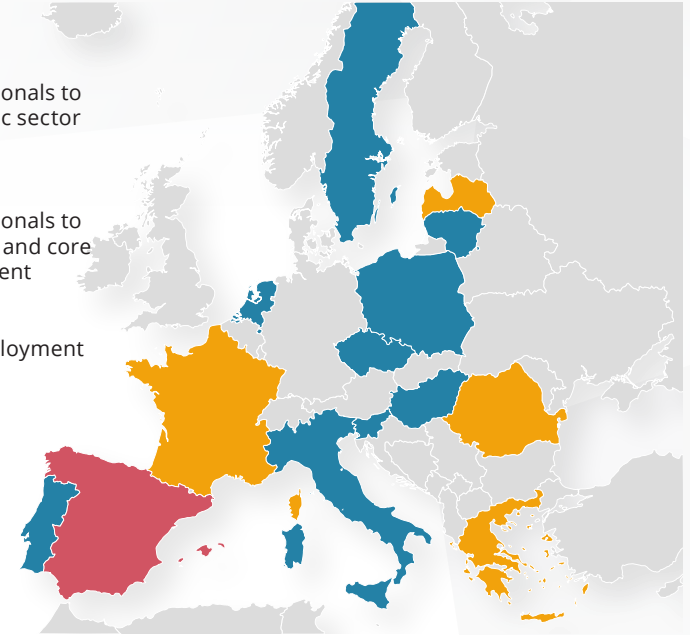 onals to
c sector
onals to
and core
ent
loyment